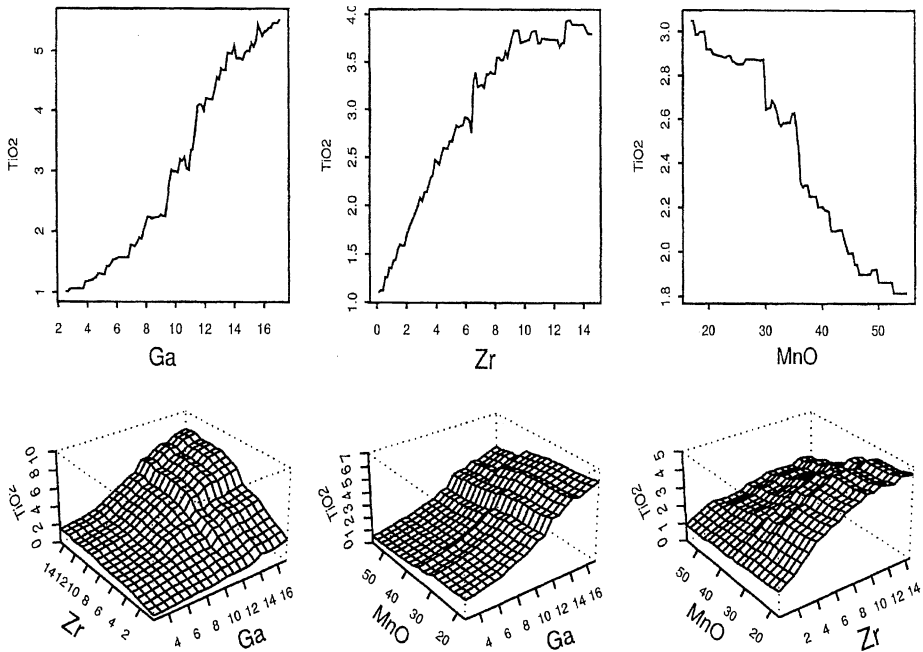 TiO2
1 2 3 4 5
2 4 6 8 10 12 14 16
Ga
TiO2
1.0 1.5 2.0 2.5 3.0 3.5 4.0
0 2 4 6 8 10 12 14
Zr
TiO2
1.8 2.0 2.2 2.4 2.6 2.8 3.0
20 30 40 50
MnO
TiO2
0 2 4 6 8 10
14 12 10 8 6 4 2
Zr
4 6 8 10 12 14 16
Ga
TiO2
0 1 2 3 4 5 6 7
50 40 30 20
MnO
4 6 8 10 12 14 16
Ga
TiO2
0 1 2 3 4 5
50 40 30 20
MnO
2 4 6 8 10 12 14
Zr